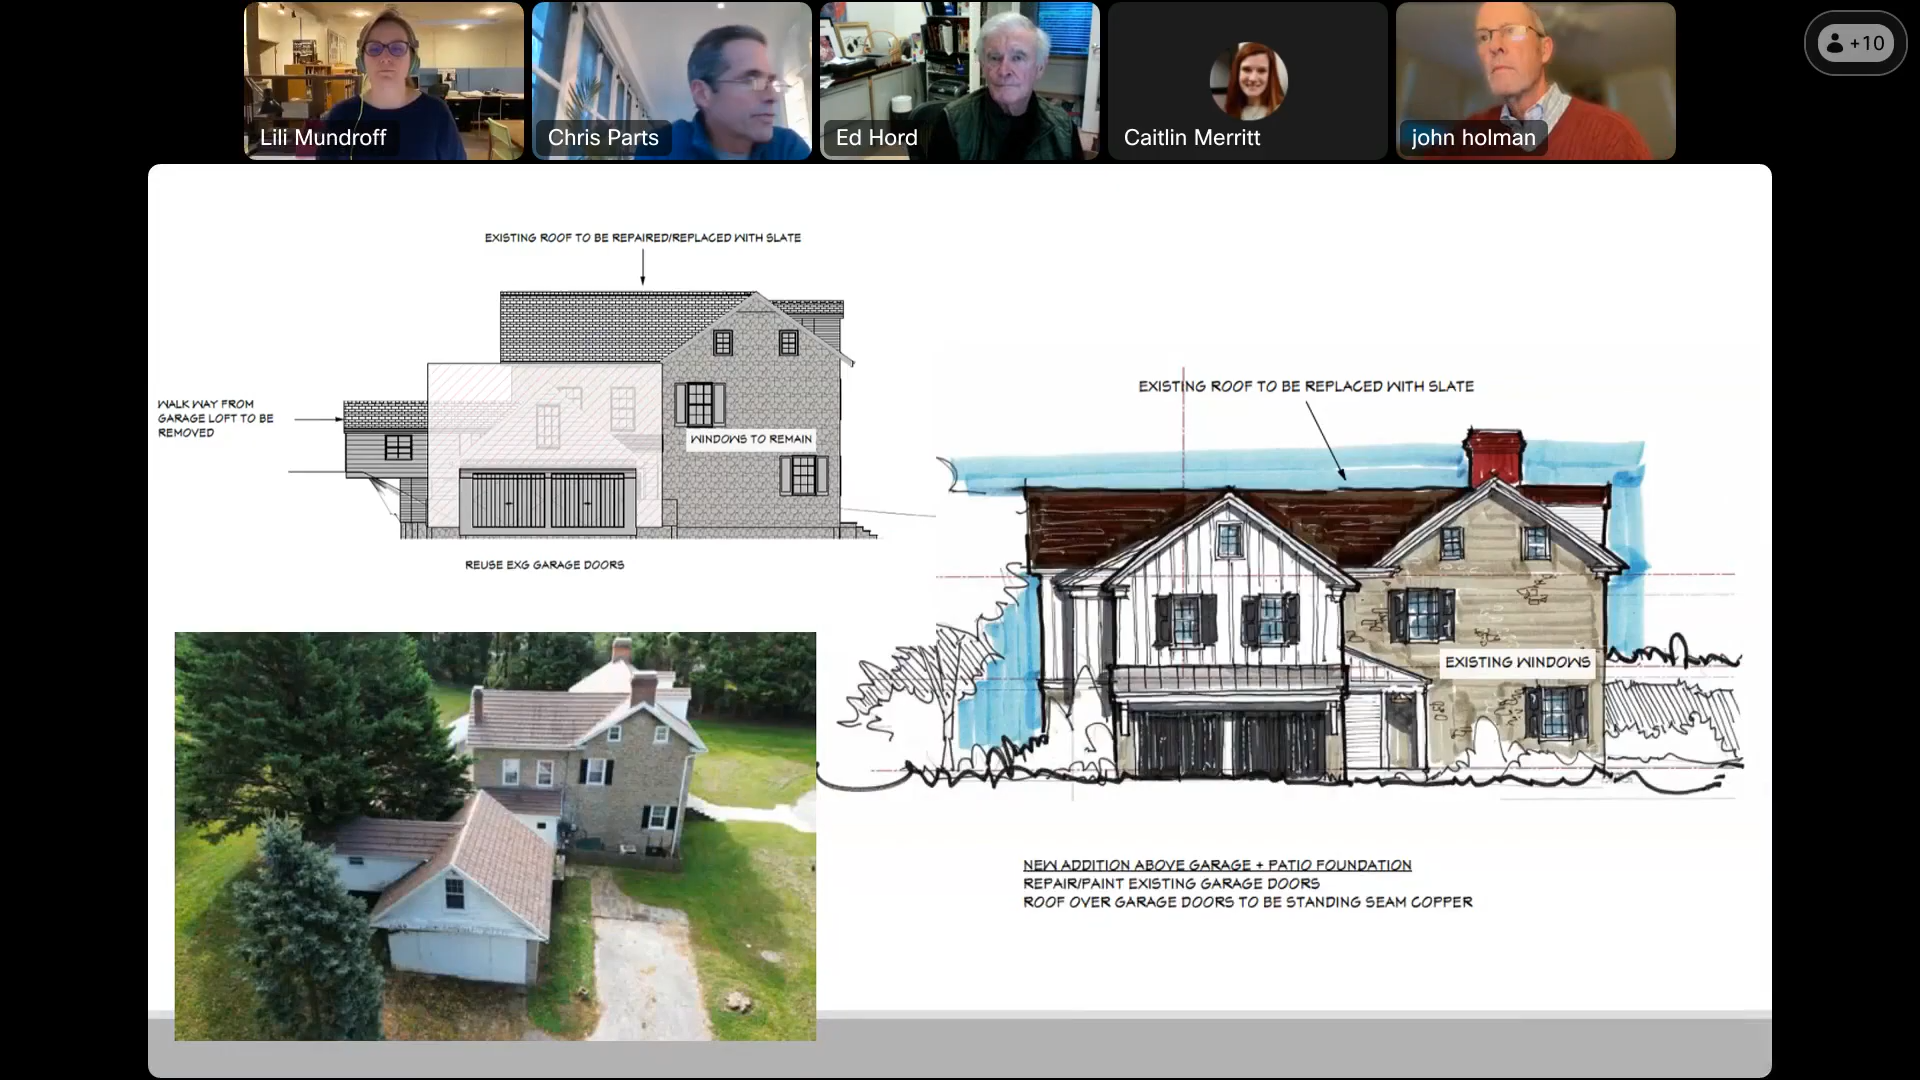 Lili Mundroff
Chris Parts
Ed Hord
Caitlin Merritt
john holman
+10
EXISTING ROOF TO BE REPAIRED/REPLACED WITH SLATE
WALK WAY FROM
GARAGE LOFT TO BE
REMOVED
WINDOWS TO REMAIN
REUSE EXG GARAGE DOORS
EXISTING ROOF TO BE REPLACED WITH SLATE
EXISTING WINDOWS
NEW ADDITION ABOVE GARAGE + PATIO FOUNDATION
REPAIR/PAINT EXISTING GARAGE DOORS
ROOF OVER GARAGE DOORS TO BE STANDING SEAM COPPER